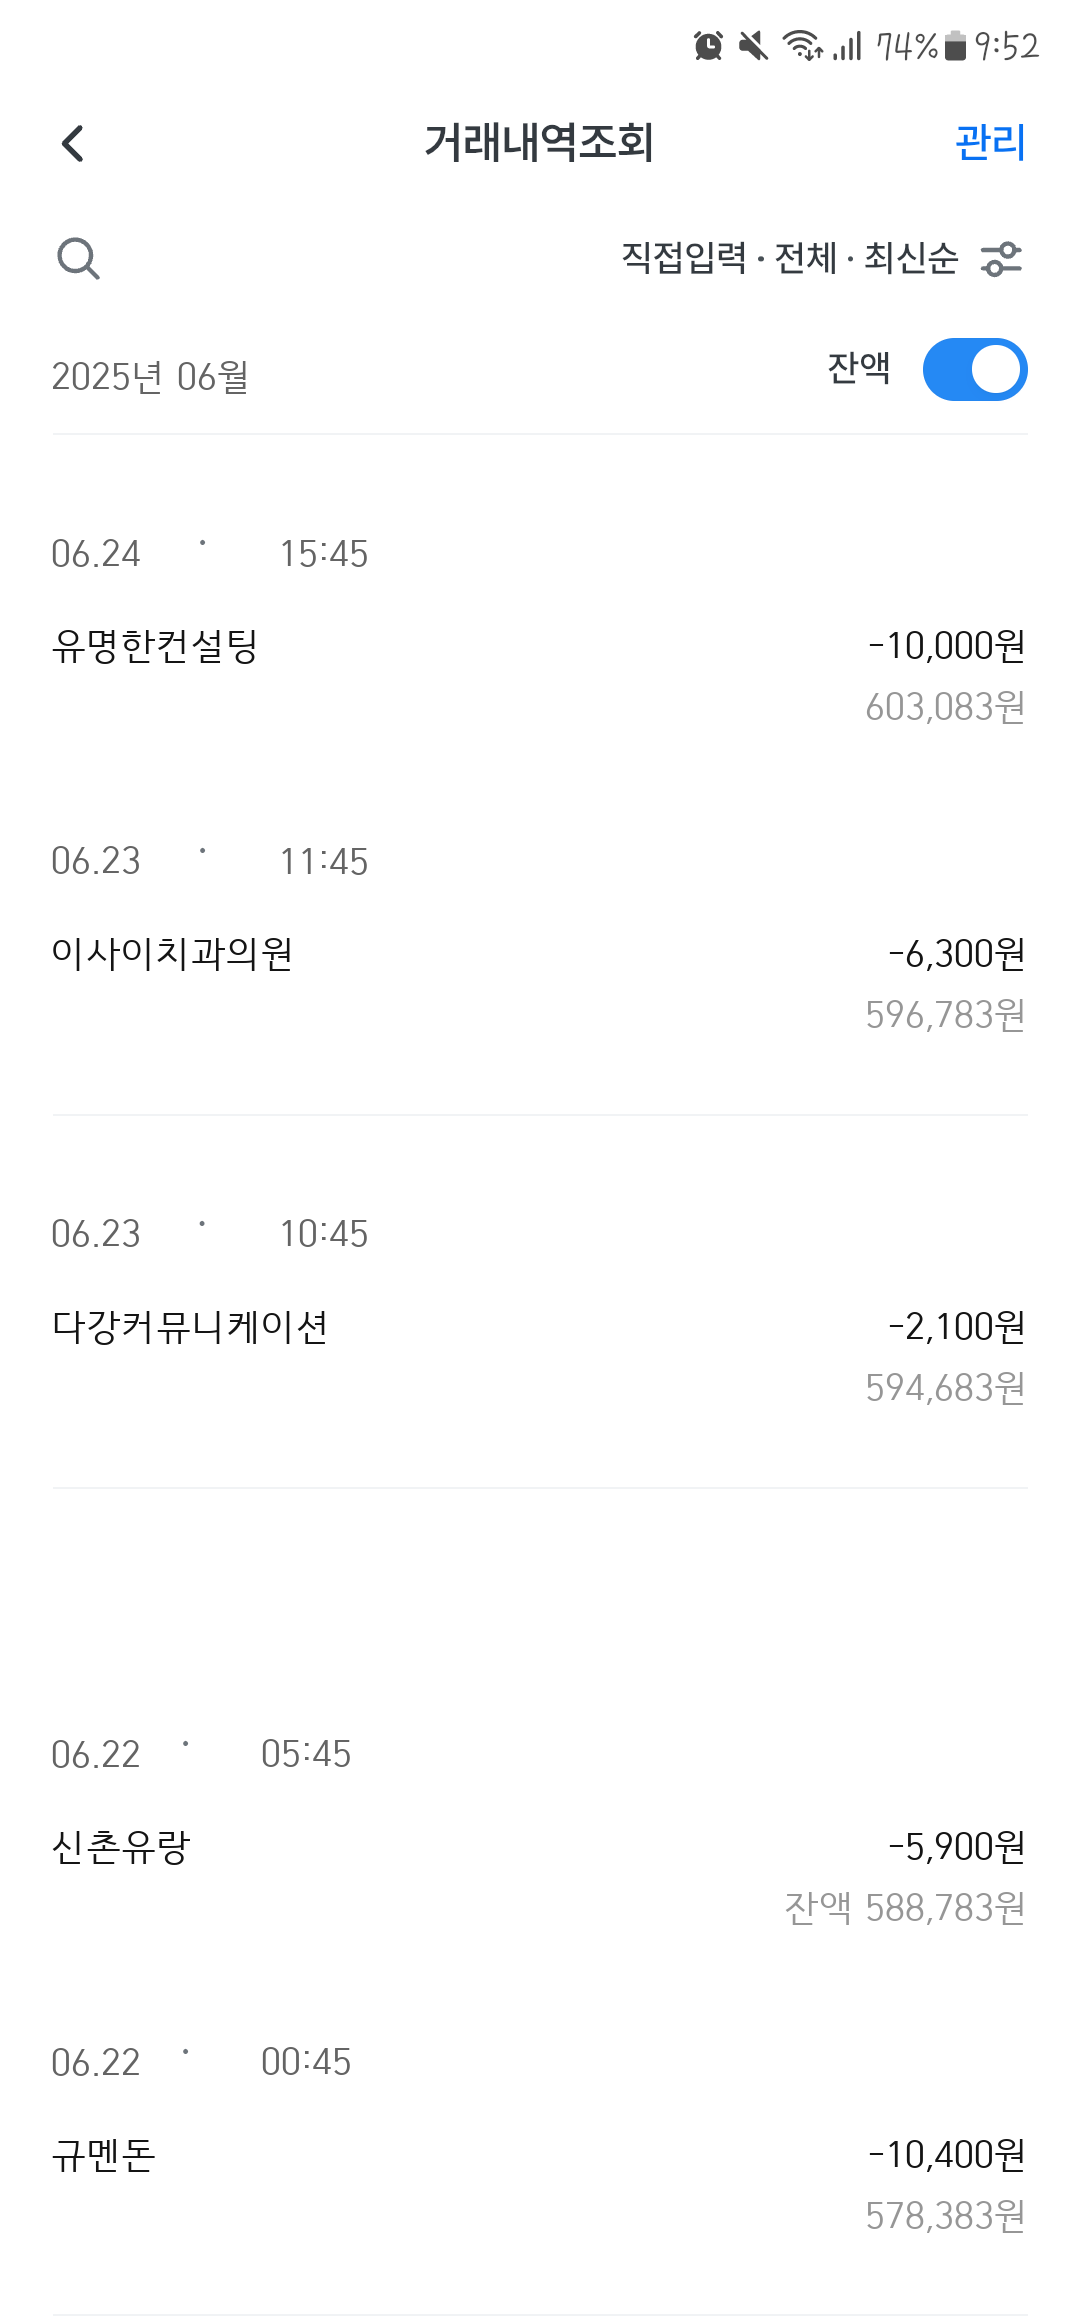 74% 9:52
거래내역조회 관리
직접입력 · 전체 · 최신순
2025년 06월 잔액
06.24 · 15:45
유명한컨설팅 -10,000원
603,083원
06.23 · 11:45
이사이치과의원 -6,300원
596,783원
06.23 · 10:45
다강커뮤니케이션 -2,100원
594,683원
06.22 · 05:45
신촌유랑 -5,900원
잔액 588,783원
06.22 · 00:45
규멘돈 -10,400원
578,383원